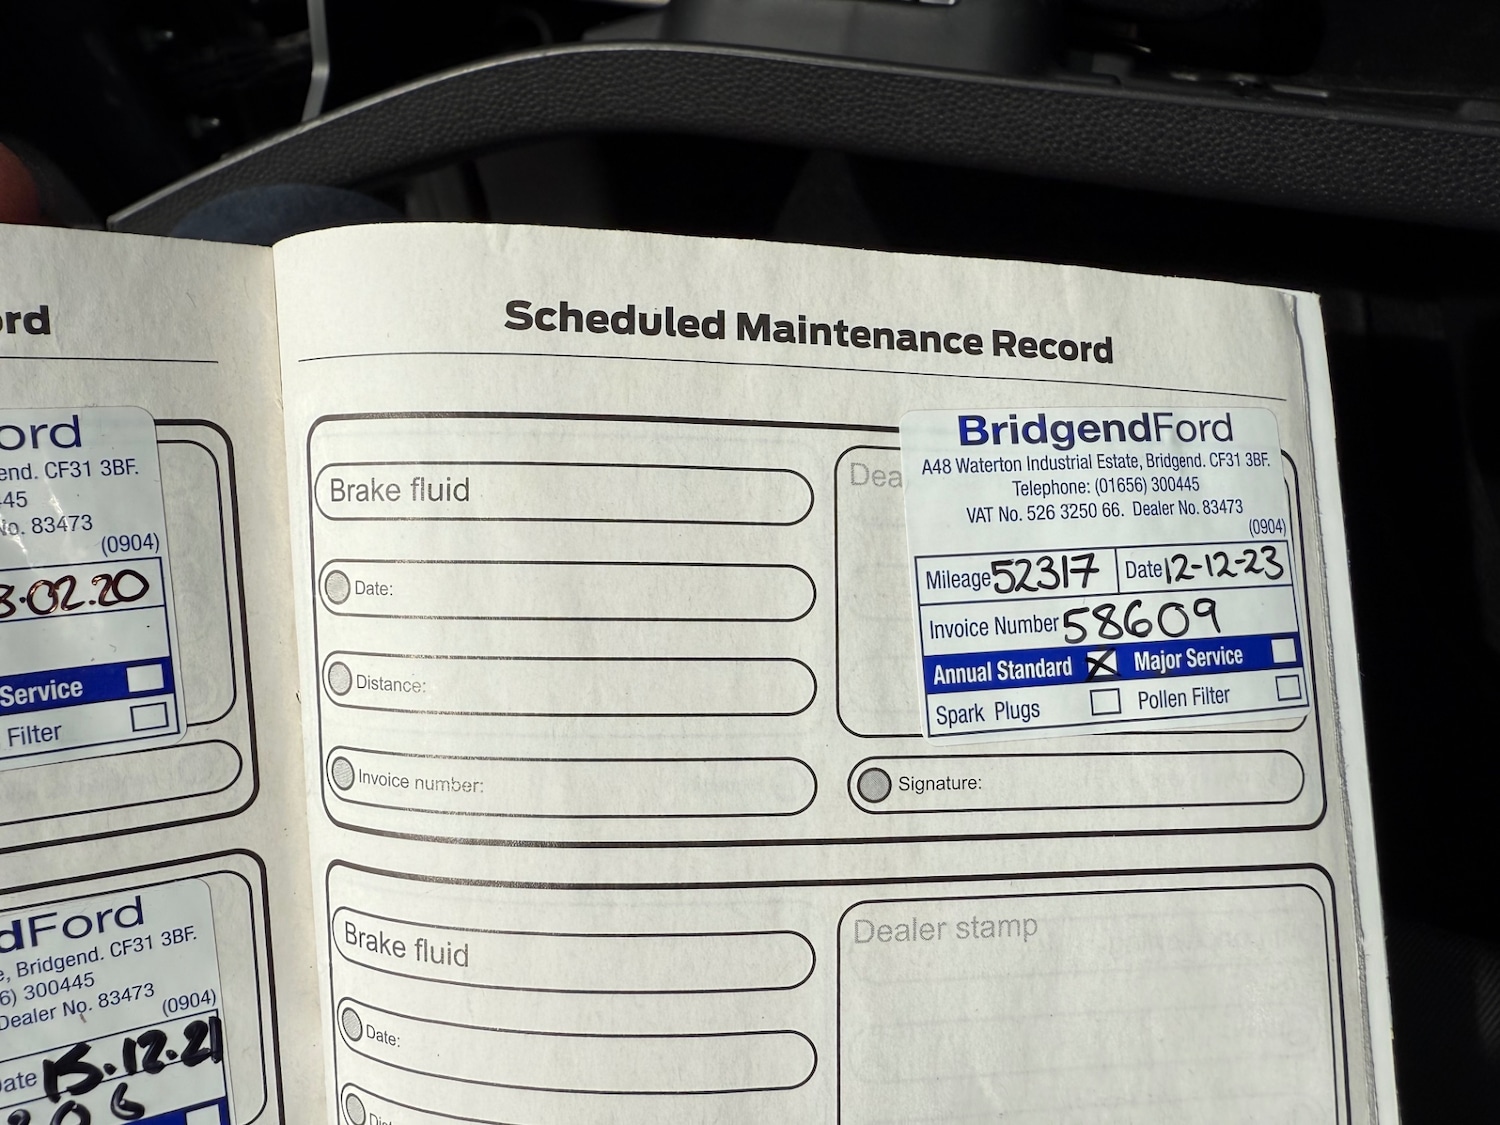 ord
ord
end. CF31 3BF.
445
No. 83473
(0904)
3.02.20
Service
Filter
dFord
e, Bridgend. CF31 3BF.
6) 300445
Dealer No. 83473
(0904)
Date 15.12.21
Scheduled Maintenance Record
Brake fluid
Date:
Distance:
Invoice number:
Dea
BridgendFord
A48 Waterton Industrial Estate, Bridgend. CF31 3BF.
Telephone: (01656) 300445
VAT No. 526 3250 66. Dealer No. 83473
(0904)
Mileage 52317 Date 12-12-23
Invoice Number 58609
Annual Standard X Major Service
Spark Plugs Pollen Filter
Signature:
Brake fluid
Date:
Dist
Dealer stamp